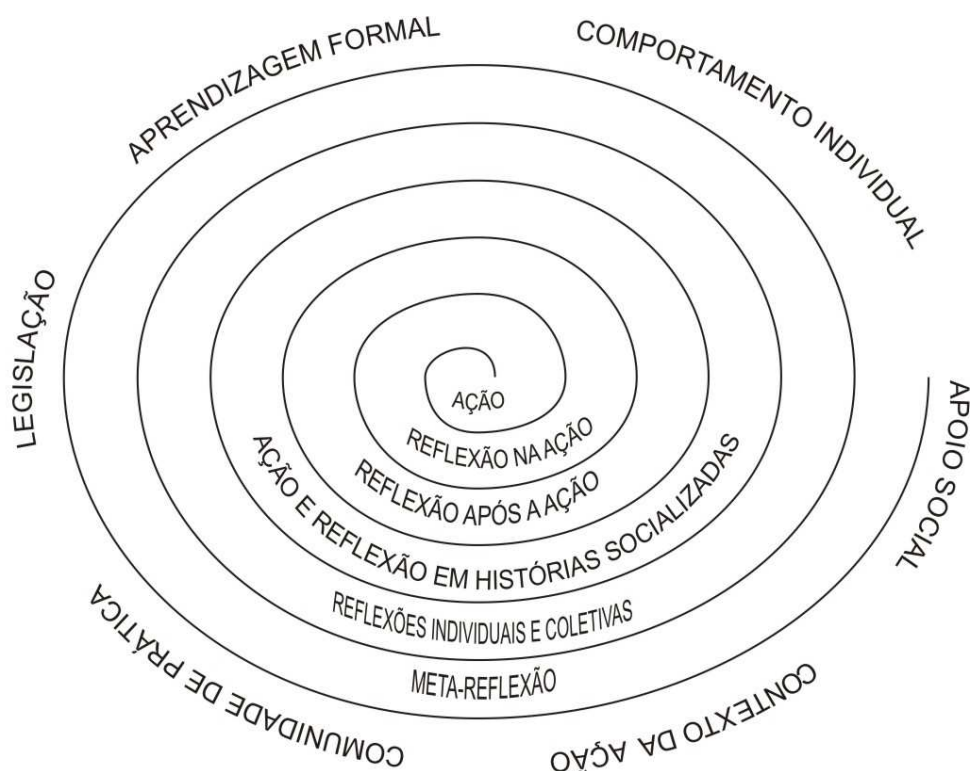 APRENDIZAGEM FORMAL
COMPORTAMENTO INDIVIDUAL
LEGISLAÇÃO
APOIO SOCIAL
AÇÃO
REFLEXÃO NA AÇÃO
REFLEXÃO APÓS A AÇÃO
AÇÃO E REFLEXÃO EM HISTÓRIAS SOCIALIZADAS
REFLEXÕES INDIVIDUAIS E COLETIVAS
META-REFLEXÃO
COMUNIDADE DE PRÁTICA
CONTEXTO DA AÇÃO